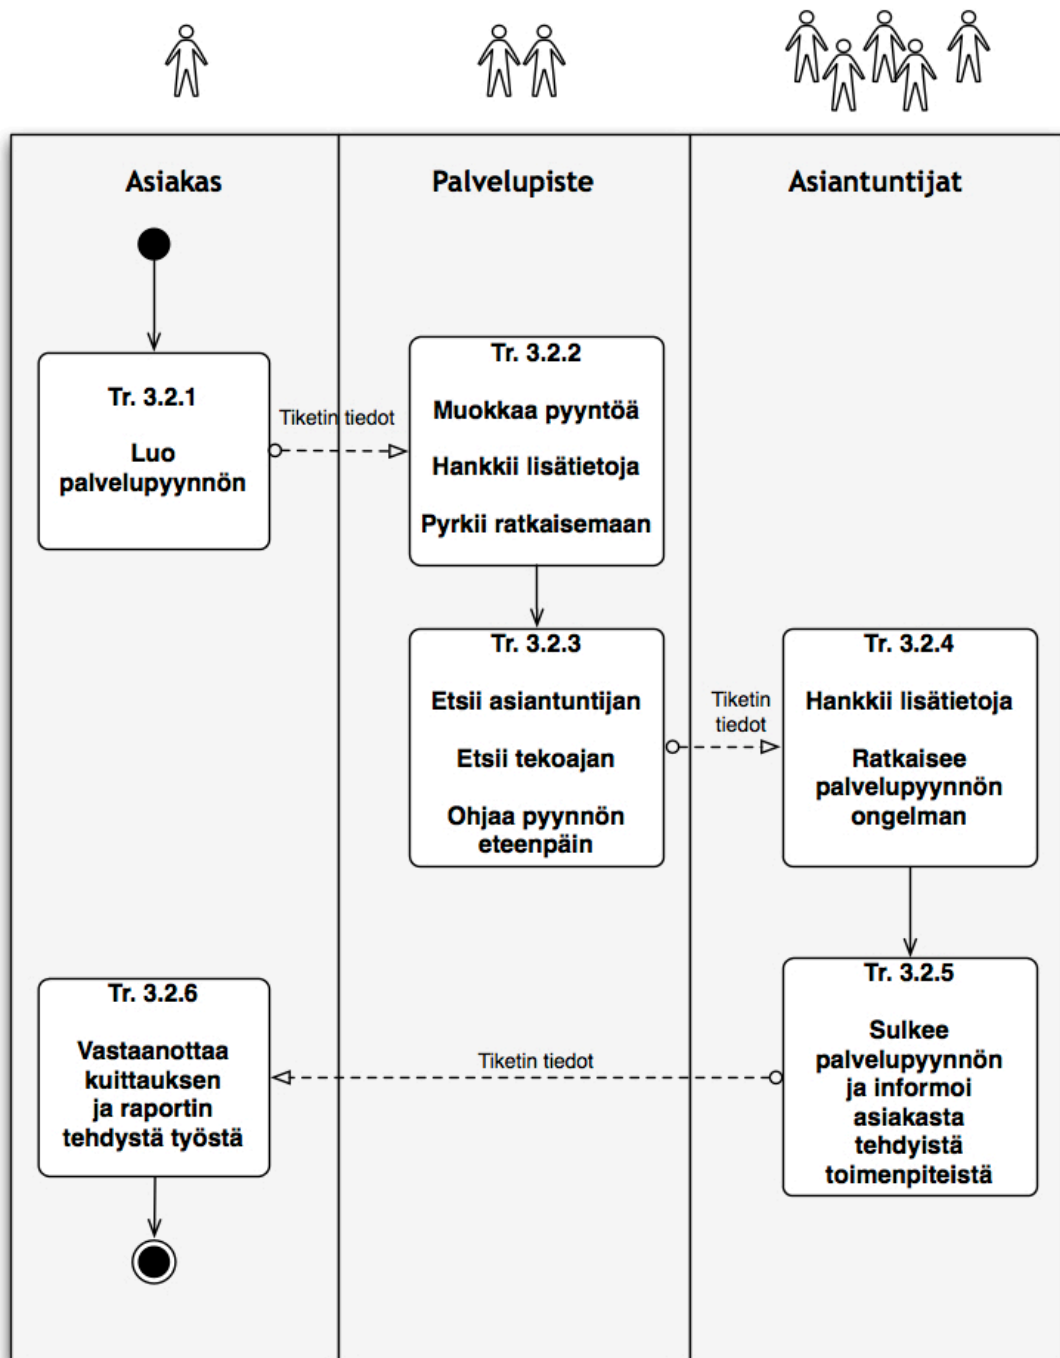 Asiakas
Palvelupiste
Asiantuntijat
Tr. 3.2.1
Luo
palvelupyynnön
Tiketin tiedot
Tr. 3.2.2
Muokkaa pyyntöä
Hankkii lisätietoja
Pyrkii ratkaisemaan
Tr. 3.2.3
Etsii asiantuntijan
Etsii tekoajan
Ohjaa pyynnön
eteenpäin
Tiketin
tiedot
Tr. 3.2.4
Hankkii lisätietoja
Ratkaisee
palvelupyynnön
ongelman
Tr. 3.2.5
Sulkee
palvelupyynnön
ja informoi
asiakasta
tehdyistä
toimenpiteistä
Tiketin tiedot
Tr. 3.2.6
Vastaanottaa
kuittauksen
ja raportin
tehdystä työstä